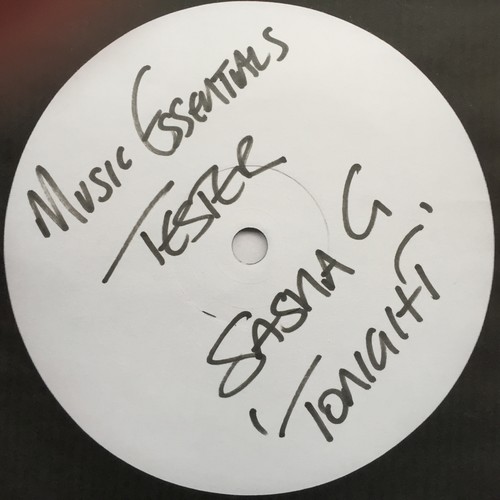 MUSIC ESSENTIALS
TESTER
SASHA G
'TONIGHT'